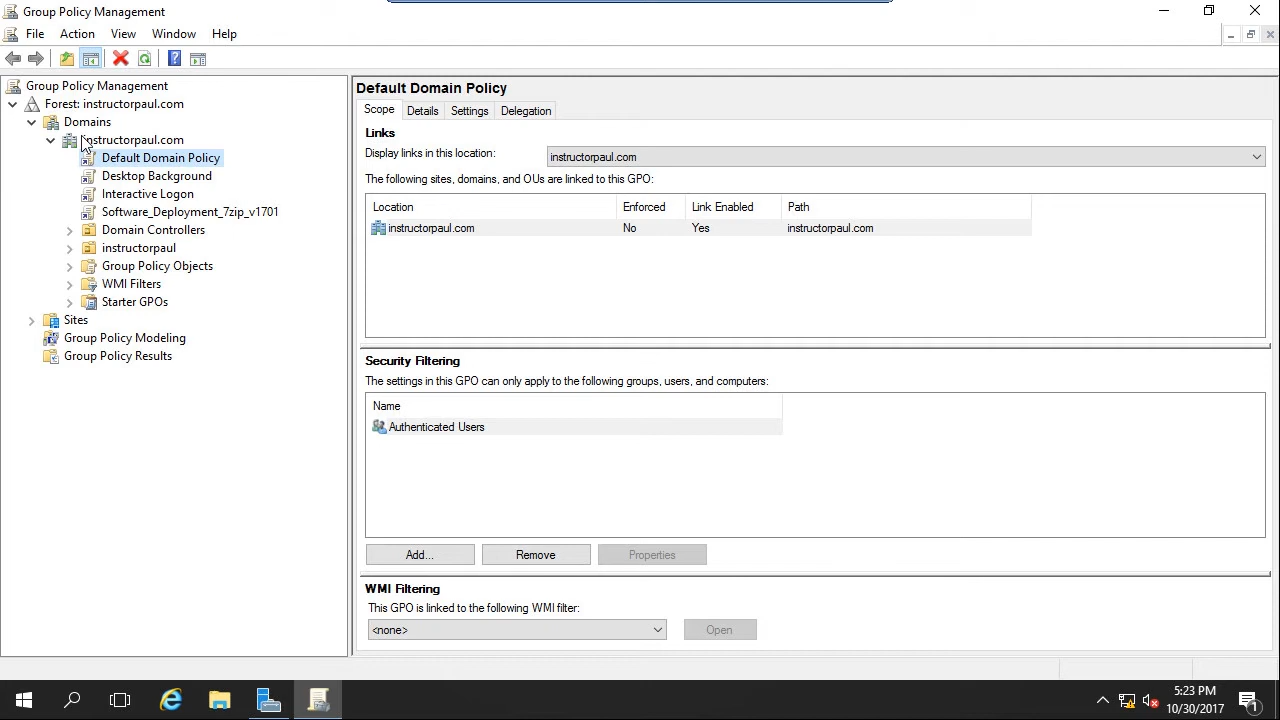 Group Policy Management
File Action View Window Help
Group Policy Management
Forest: instructorpaul.com
Domains
instructorpaul.com
Default Domain Policy
Desktop Background
Interactive Logon
Software_Deployment_7zip_v1701
Domain Controllers
instructorpaul
Group Policy Objects
WMI Filters
Starter GPOs
Sites
Group Policy Modeling
Group Policy Results
Default Domain Policy
Scope Details Settings Delegation
Links
Display links in this location: instructorpaul.com
The following sites, domains, and OUs are linked to this GPO:
Location Enforced Link Enabled Path
instructorpaul.com No Yes instructorpaul.com
Security Filtering
The settings in this GPO can only apply to the following groups, users, and computers:
Name
Authenticated Users
Add... Remove Properties
WMI Filtering
This GPO is linked to the following WMI filter:
<none> Open
5:23 PM
10/30/2017
1